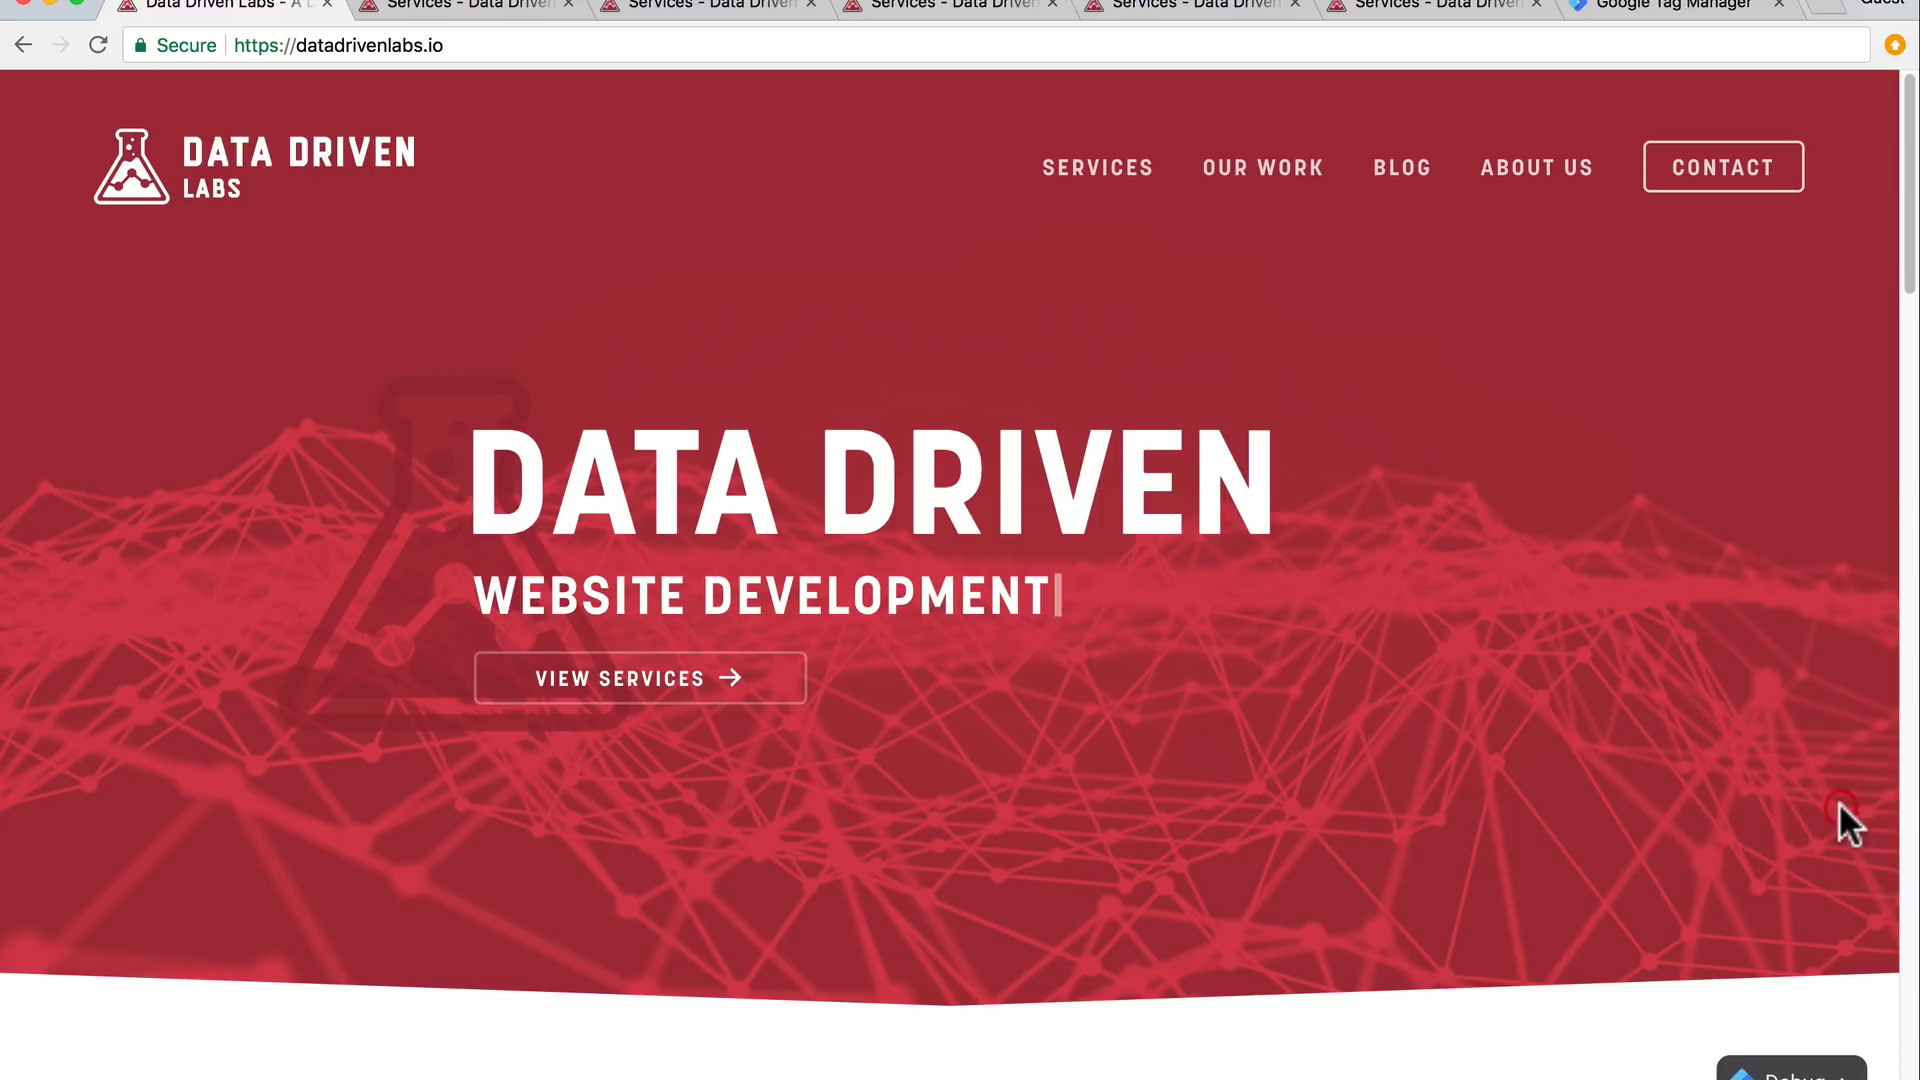 Data Driven Labs - A D
Services - Data Driven
Services - Data Driven
Services - Data Driven
Services - Data Driven
Services - Data Driven
Google Tag Manager
Guest
Secure
https://datadrivenlabs.io
DATA DRIVEN
LABS
SERVICES
OUR WORK
BLOG
ABOUT US
CONTACT
DATA DRIVEN
WEBSITE DEVELOPMENT
VIEW SERVICES →
Debug